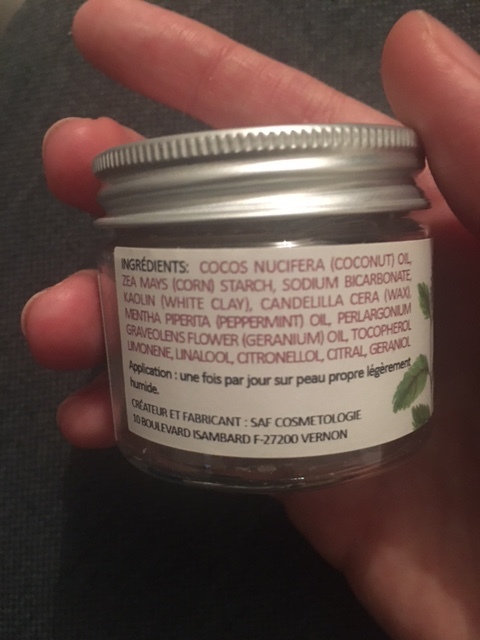 INGRÉDIENTS: COCOS NUCIFERA (COCONUT) OIL,
ZEA MAYS (CORN) STARCH, SODIUM BICARBONATE,
KAOLIN (WHITE CLAY), CANDELILLA CERA (WAX),
MENTHA PIPERITA (PEPPERMINT) OIL, PERLARGONIUM
GRAVEOLENS FLOWER (GERANIUM) OIL, TOCOPHEROL
LIMONENE, LINALOOL, CITRONELLOL, CITRAL, GERANIOL
Application : une fois par jour sur peau propre légèrement
humide.
CRÉATEUR ET FABRICANT : SAF COSMETOLOGIE
10 BOULEVARD ISAMBARD F-27200 VERNON